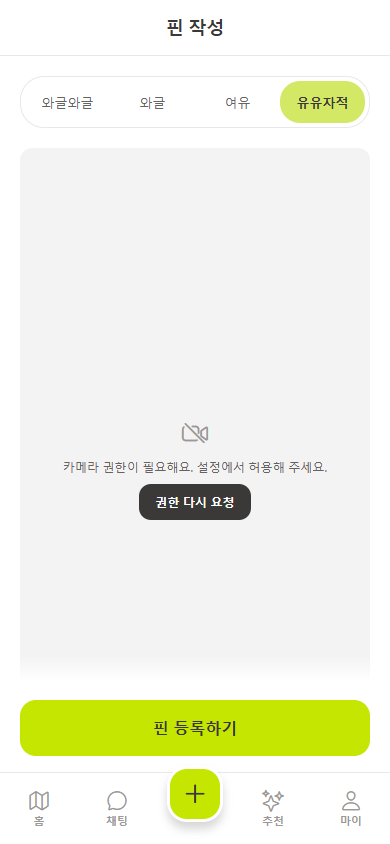 핀 작성
와글와글 와글 여유 유유자적
카메라 권한이 필요해요. 설정에서 허용해 주세요.
권한 다시 요청
핀 등록하기
홈 채팅 추천 마이